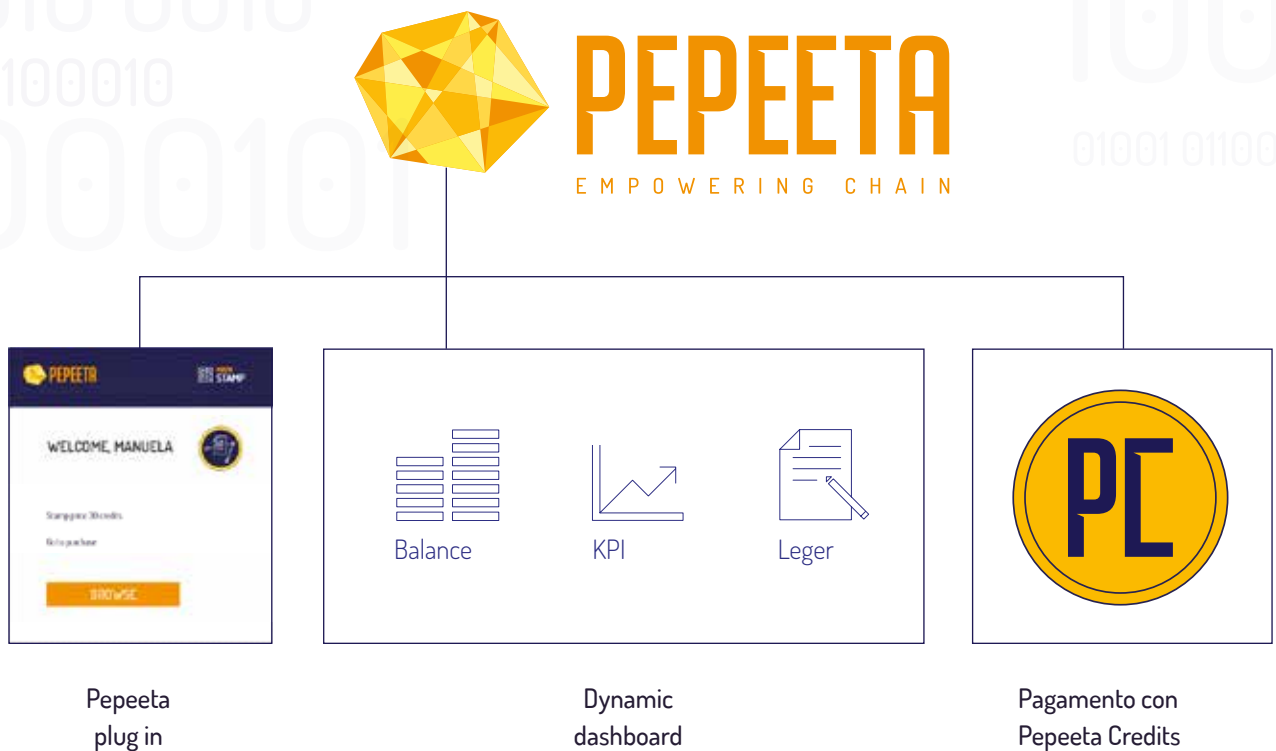 PEPEETA
EMPOWERING CHAIN
PEPEETA
STAMP
WELCOME, MANUELA
BROWSE
Balance
KPI
Leger
PC
Pepeeta
plug in
Dynamic
dashboard
Pagamento con
Pepeeta Credits